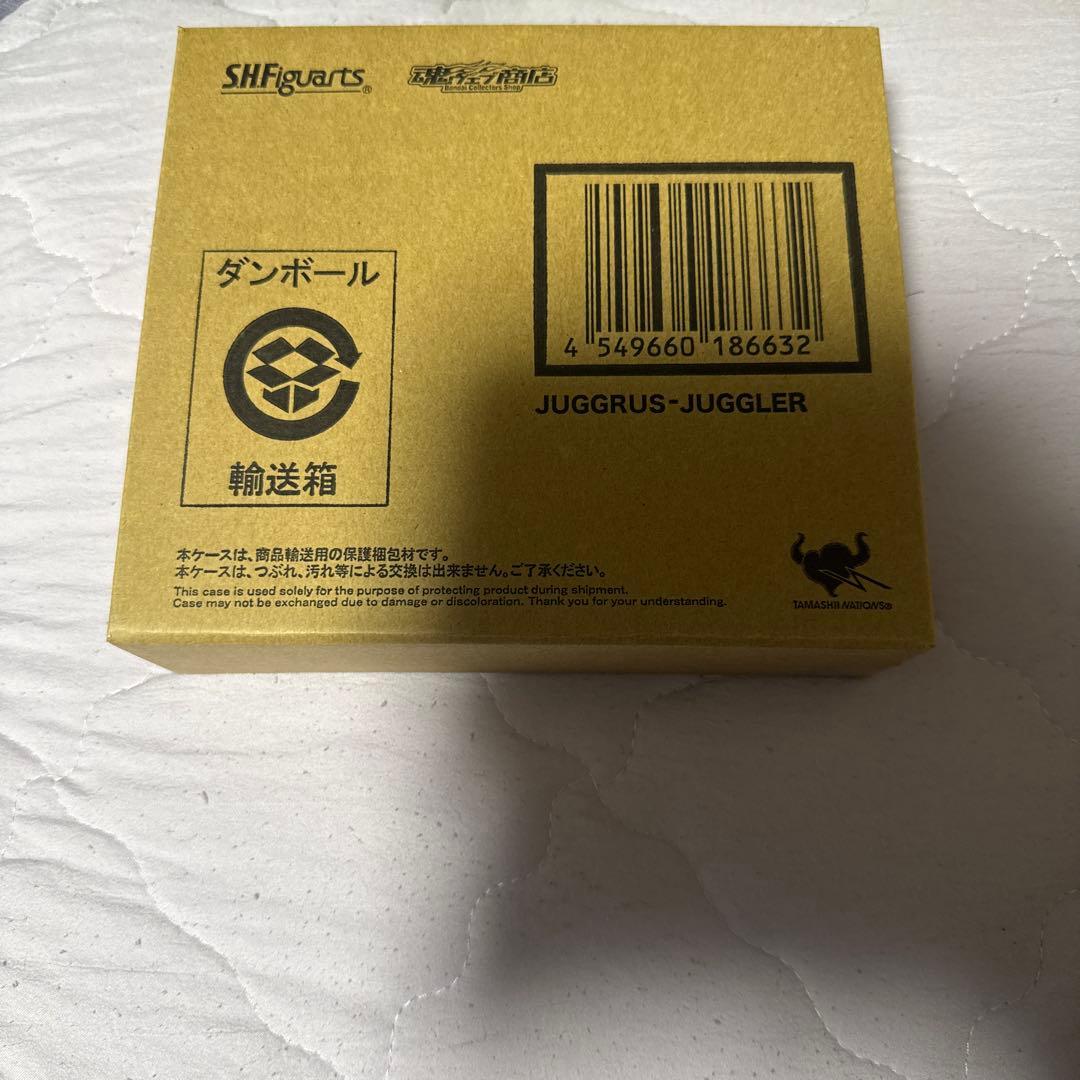 S.H.Figuarts®
魂ウェブ商店
Bandai Collectors Shop
4 549660 186632
JUGGRUS-JUGGLER
ダンボール
輸送箱
本ケースは、商品輸送用の保護梱包材です。
本ケースは、つぶれ、汚れ等による交換は出来ません。ご了承ください。
This case is used solely for the purpose of protecting product during shipment.
Case may not be exchanged due to damage or discoloration. Thank you for your understanding.
TAMASHII NATIONS®